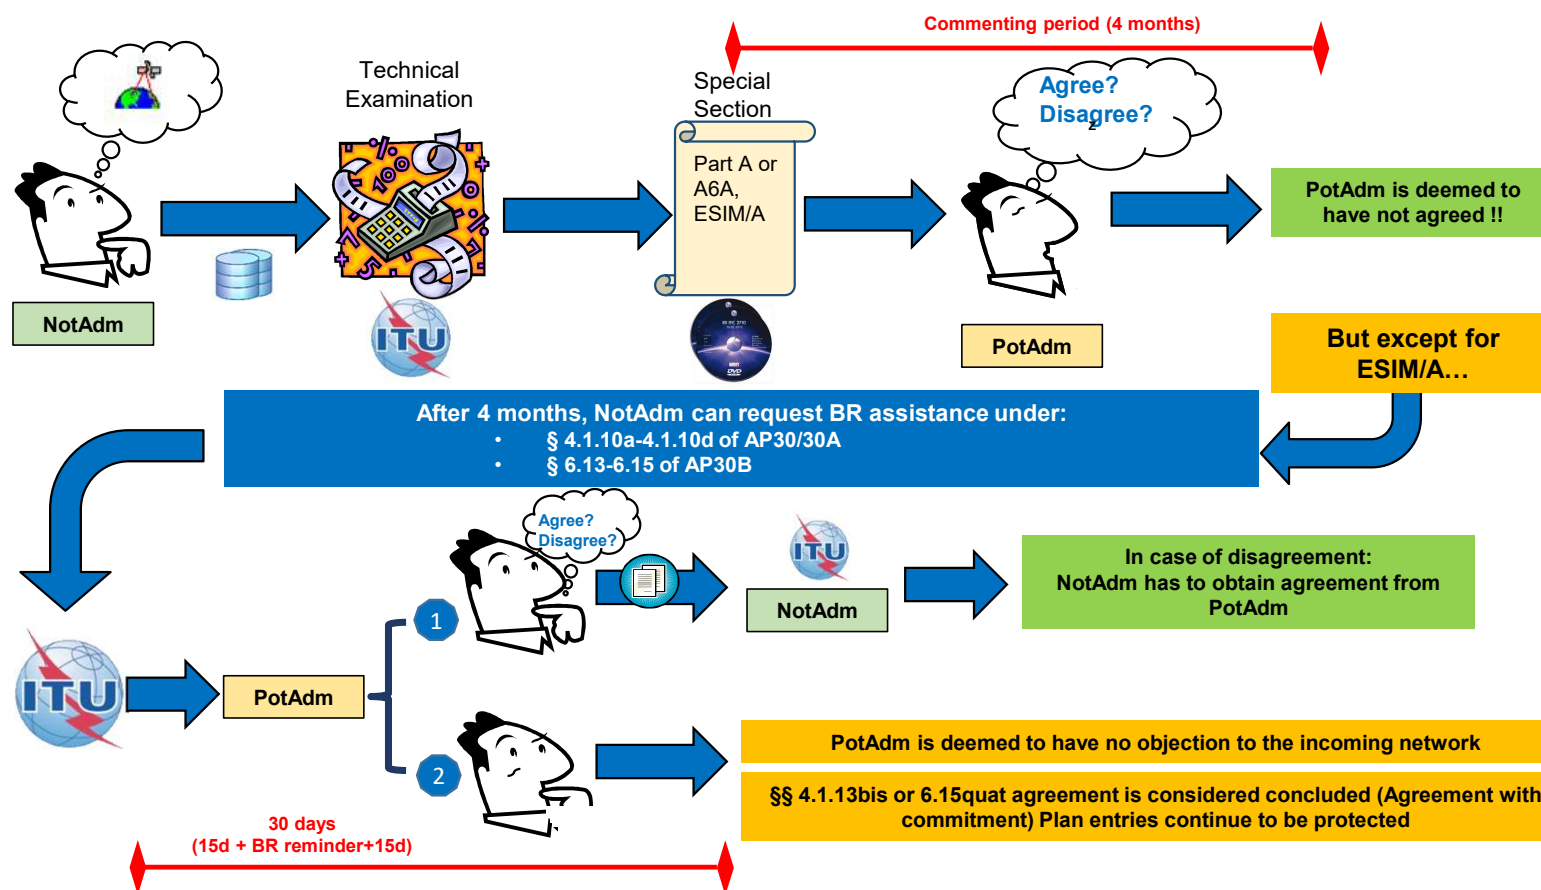 Commenting period (4 months)
Technical
Examination
Special
Section
Agree?
Disagree?
z
Part A or
A6A,
ESIM/A
PotAdm is deemed to
have not agreed !!
NotAdm
ITU
DVD
PotAdm
But except for
ESIM/A…
After 4 months, NotAdm can request BR assistance under:
• § 4.1.10a-4.1.10d of AP30/30A
• § 6.13-6.15 of AP30B
Agree?
Disagree?
ITU
NotAdm
In case of disagreement:
NotAdm has to obtain agreement from
PotAdm
1
ITU
PotAdm
2
PotAdm is deemed to have no objection to the incoming network
§§ 4.1.13bis or 6.15quat agreement is considered concluded (Agreement with
commitment) Plan entries continue to be protected
30 days
(15d + BR reminder+15d)